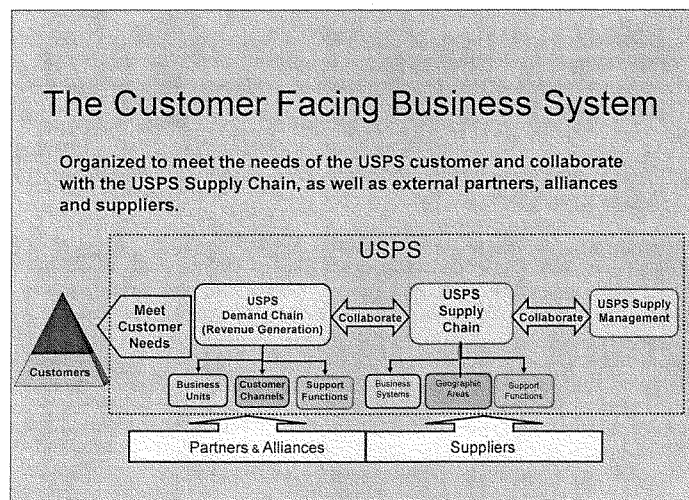 The Customer Facing Business System
Organized to meet the needs of the USPS customer and collaborate
with the USPS Supply Chain, as well as external partners, alliances
and suppliers.
USPS
Customers
Meet
Customer
Needs
USPS
Demand Chain
(Revenue Generation)
Collaborate
USPS
Supply
Chain
Collaborate
USPS Supply
Management
Business
Units
Customer
Channels
Support
Functions
Business
Systems
Geographic
Areas
Support
Functions
Partners & Alliances
Suppliers